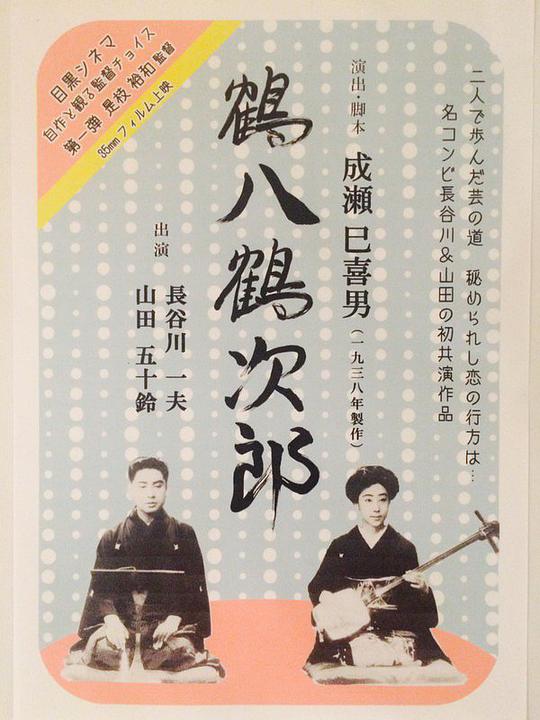 目黒シネマ
自作と観る監督チョイス
第一弾 是枝 裕和 監督
35mmフィルム上映
二人で歩んだ芸の道 秘められし恋の行方は…
名コンビ長谷川&山田の初共演作品
演出・脚本 成瀬 巳喜男(一九三八年製作)
鶴八鶴次郎
出演
長谷川 一夫
山田 五十鈴